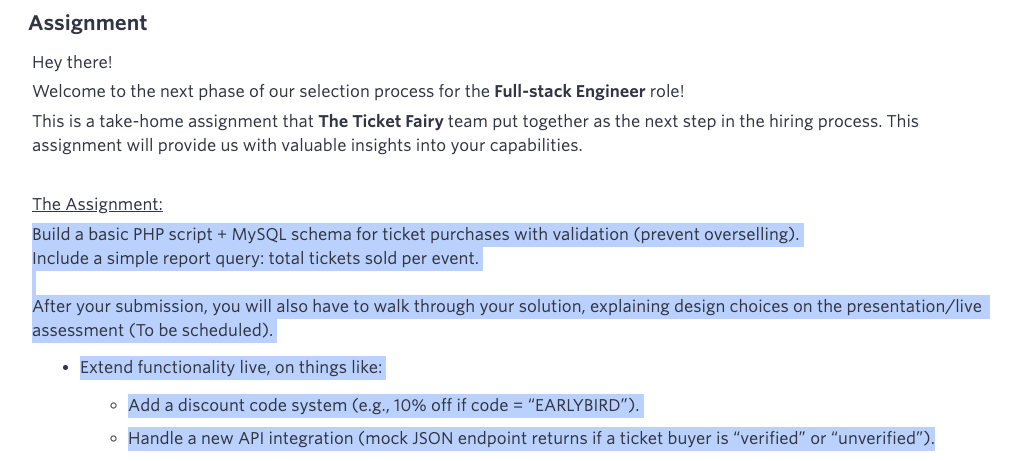 Assignment
Hey there!
Welcome to the next phase of our selection process for the Full-stack Engineer role!
This is a take-home assignment that The Ticket Fairy team put together as the next step in the hiring process. This
assignment will provide us with valuable insights into your capabilities.
The Assignment:
Build a basic PHP script + MySQL schema for ticket purchases with validation (prevent overselling).
Include a simple report query: total tickets sold per event.
After your submission, you will also have to walk through your solution, explaining design choices on the presentation/live
assessment (To be scheduled).
• Extend functionality live, on things like:
◦ Add a discount code system (e.g., 10% off if code = “EARLYBIRD”).
◦ Handle a new API integration (mock JSON endpoint returns if a ticket buyer is “verified” or “unverified”).